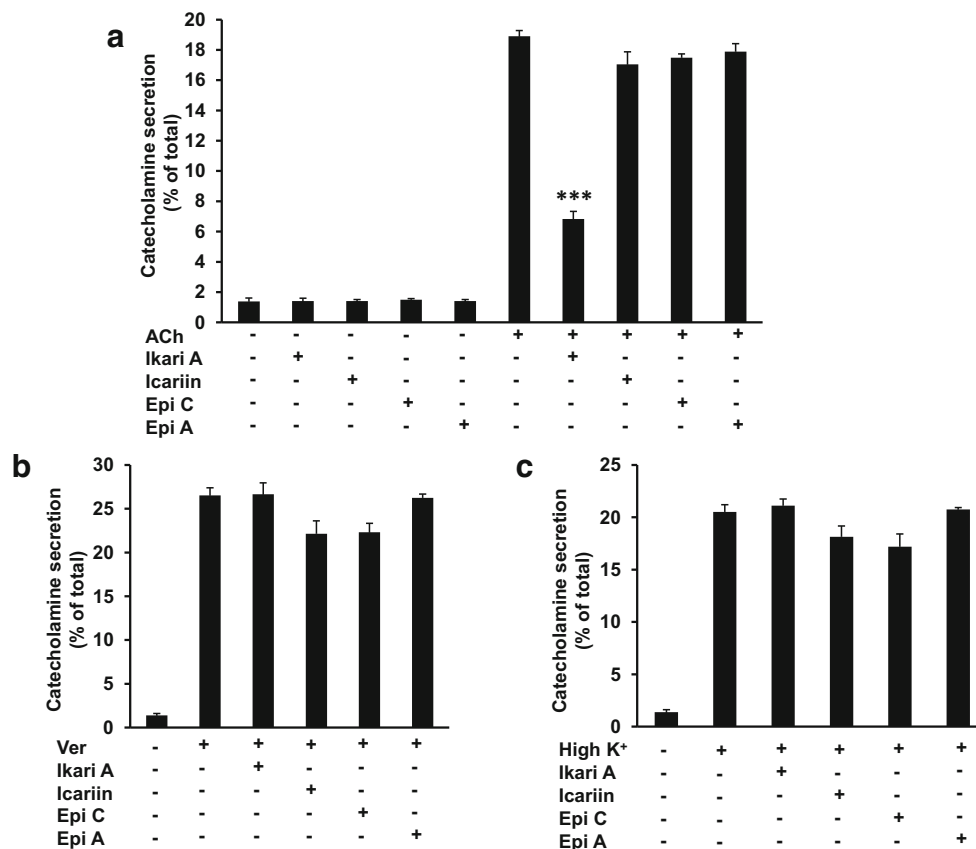 a
Catecholamine secretion
(% of total)
20
18
16
14
12
10
8
6
4
2
0
***
ACh - - - - - + + + + +
Ikari A - + - - - - + - - -
Icariin - - + - - - - + - -
Epi C - - - + - - - - + -
Epi A - - - - + - - - - +
b
Catecholamine secretion
(% of total)
30
25
20
15
10
5
0
Ver - + + + + +
Ikari A - - + - - -
Icariin - - - + - -
Epi C - - - - + -
Epi A - - - - - +
c
Catecholamine secretion
(% of total)
25
20
15
10
5
0
High K⁺ - + + + + +
Ikari A - - + - - -
Icariin - - - + - -
Epi C - - - - + -
Epi A - - - - - +